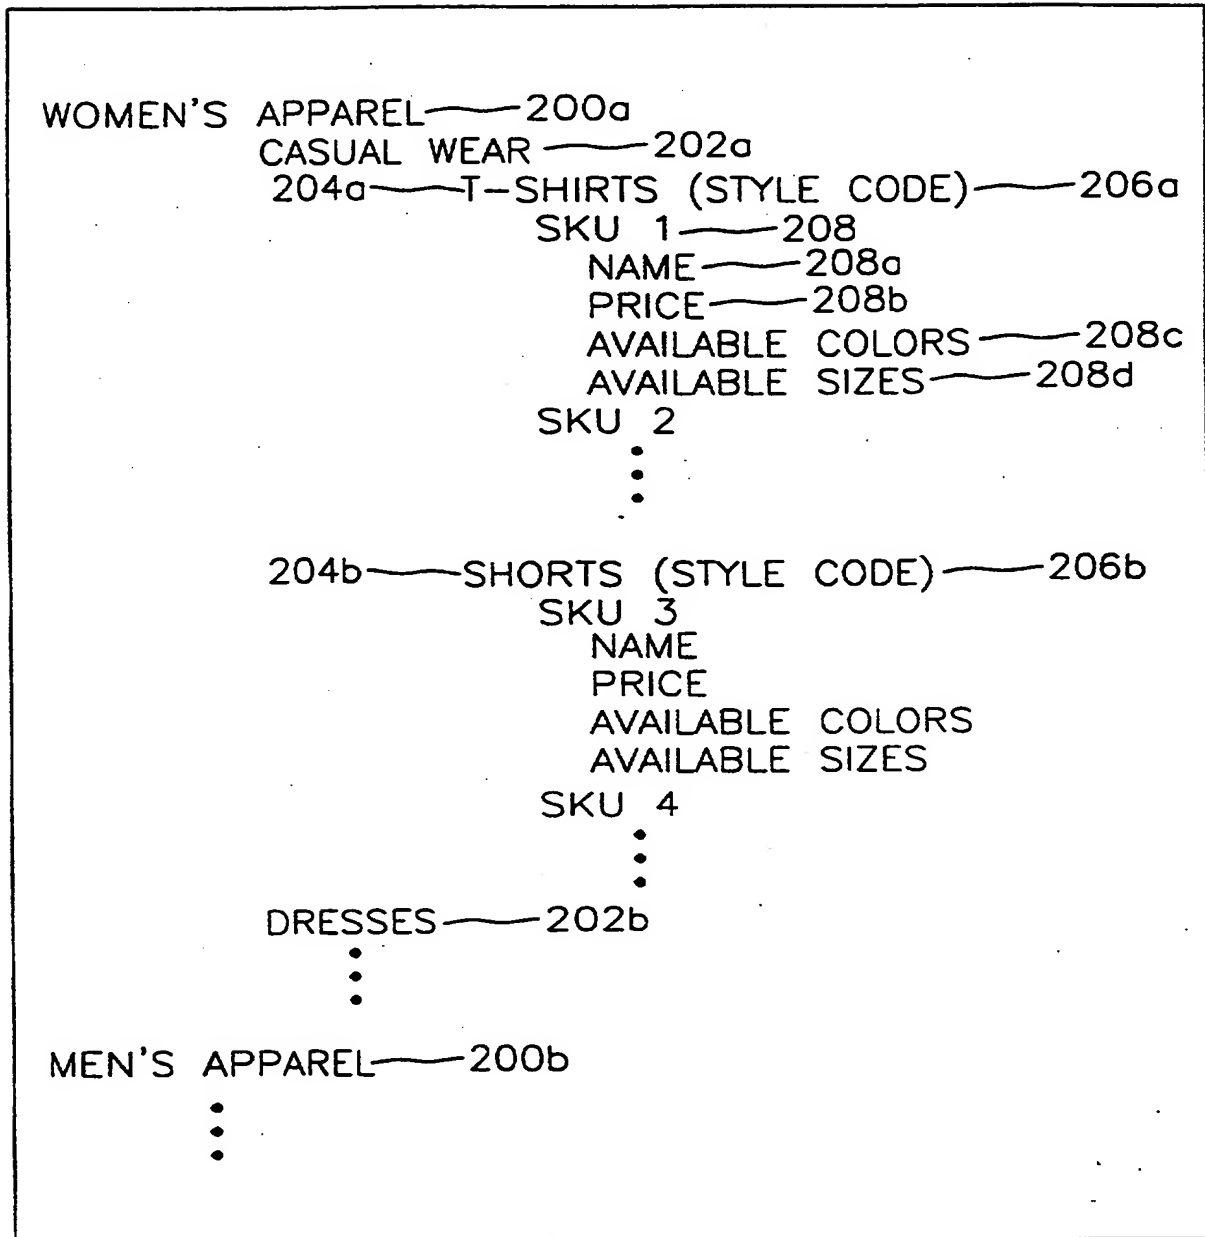 WOMEN'S APPAREL 200a
CASUAL WEAR 202a
204a T-SHIRTS (STYLE CODE) 206a
SKU 1 208
NAME 208a
PRICE 208b
AVAILABLE COLORS 208c
AVAILABLE SIZES 208d
SKU 2
204b SHORTS (STYLE CODE) 206b
SKU 3
NAME
PRICE
AVAILABLE COLORS
AVAILABLE SIZES
SKU 4
DRESSES 202b
MEN'S APPAREL 200b